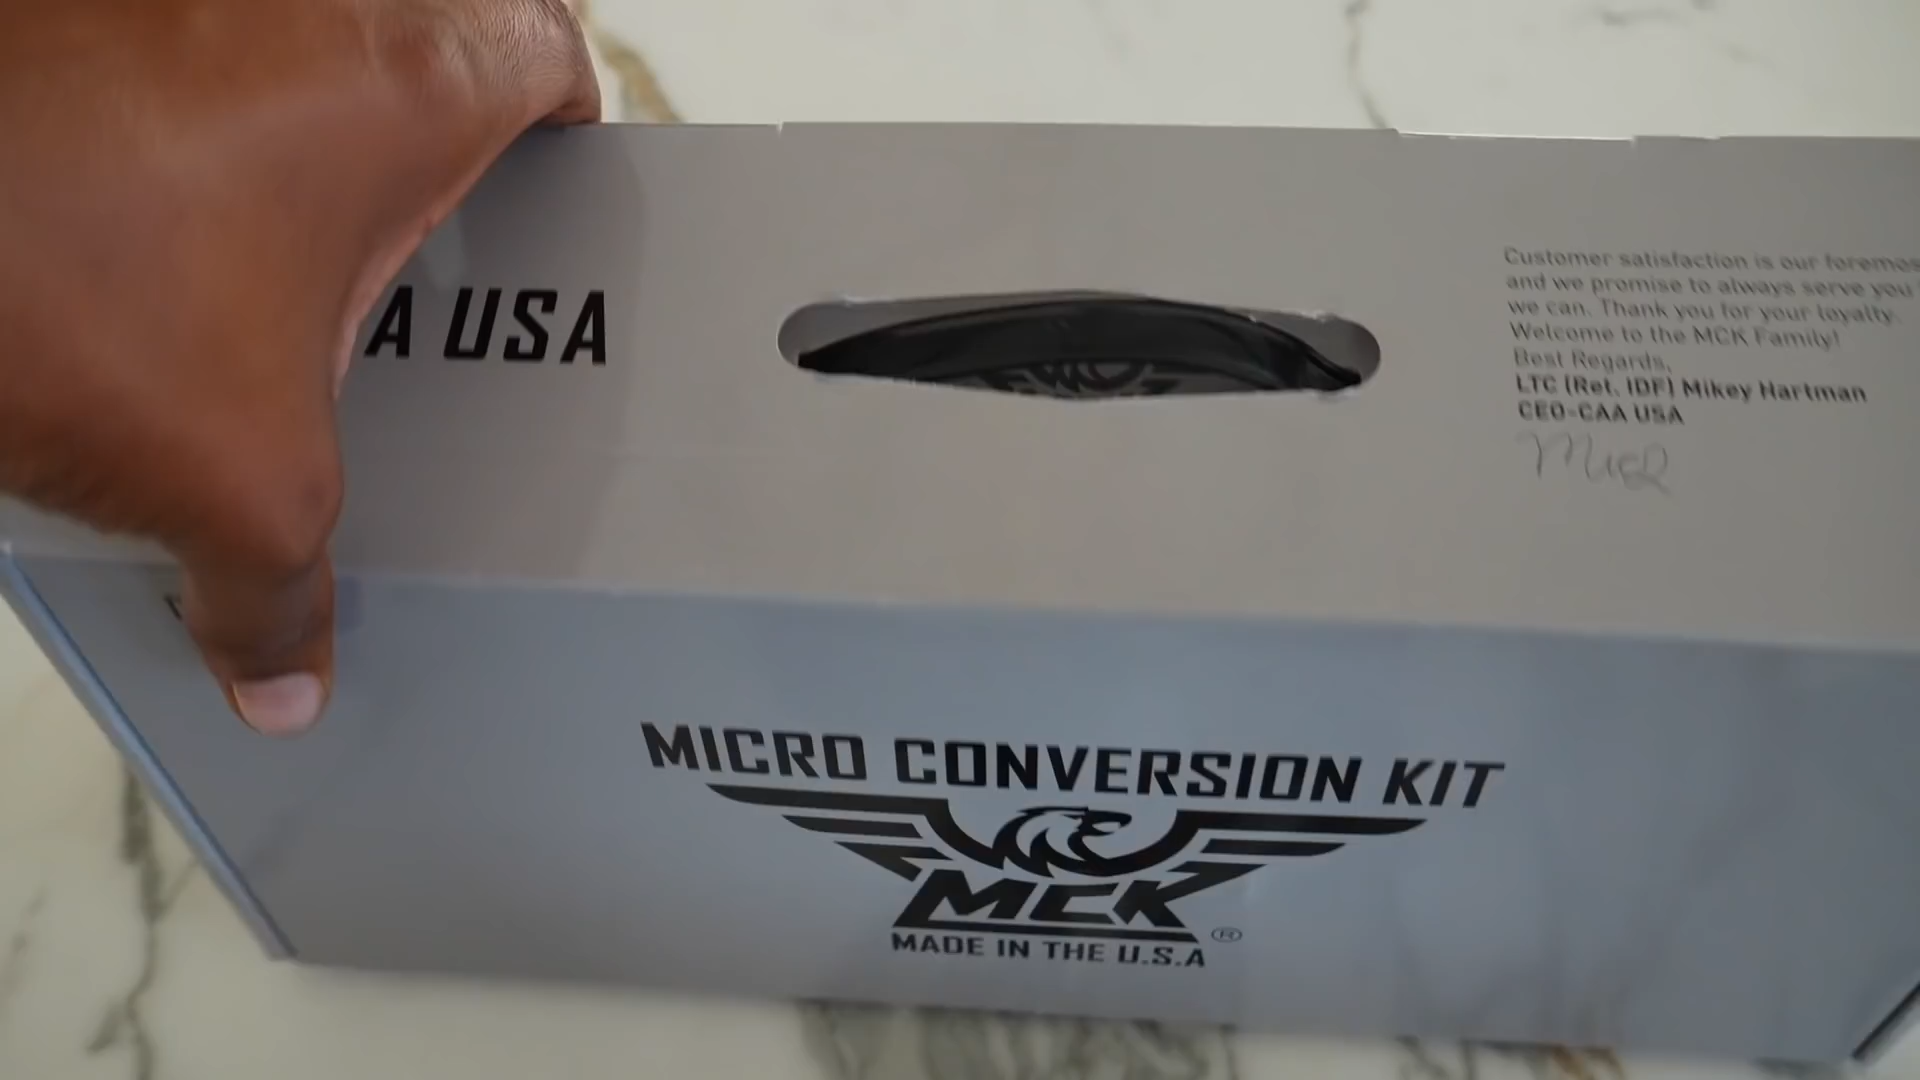 A USA
Customer satisfaction is our foremos
and we promise to always serve you
we can. Thank you for your loyalty.
Welcome to the MCK Family!
Best Regards,
LTC (Ret. IDF) Mikey Hartman
CEO-CAA USA
MICRO CONVERSION KIT
MCK
®
MADE IN THE U.S.A